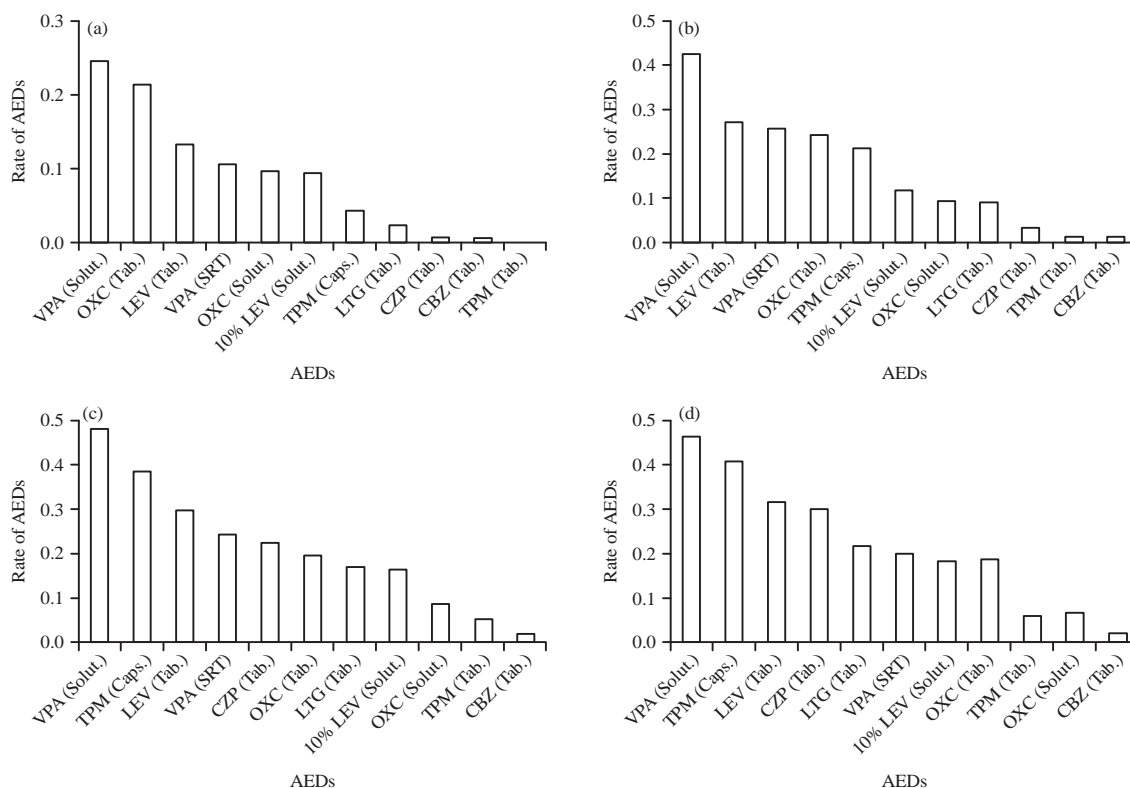 (a)
0.3
0.2
0.1
0.0
Rate of AEDs
VPA (Solut.)
OXC (Tab.)
LEV (Tab.)
VPA (SRT)
OXC (Solut.)
10% LEV (Solut.)
TPM (Caps.)
LTG (Tab.)
CZP (Tab.)
CBZ (Tab.)
TPM (Tab.)
AEDs
(b)
0.5
0.4
0.3
0.2
0.1
0.0
Rate of AEDs
VPA (Solut.)
LEV (Tab.)
VPA (SRT)
OXC (Tab.)
TPM (Caps.)
10% LEV (Solut.)
OXC (Solut.)
LTG (Tab.)
CZP (Tab.)
TPM (Tab.)
CBZ (Tab.)
AEDs
(c)
0.5
0.4
0.3
0.2
0.1
0.0
Rate of AEDs
VPA (Solut.)
TPM (Caps.)
LEV (Tab.)
VPA (SRT)
CZP (Tab.)
OXC (Tab.)
LTG (Tab.)
10% LEV (Solut.)
OXC (Solut.)
TPM (Tab.)
CBZ (Tab.)
AEDs
(d)
0.5
0.4
0.3
0.2
0.1
0.0
Rate of AEDs
VPA (Solut.)
TPM (Caps.)
LEV (Tab.)
CZP (Tab.)
LTG (Tab.)
VPA (SRT)
10% LEV (Solut.)
OXC (Tab.)
TPM (Tab.)
OXC (Solut.)
CBZ (Tab.)
AEDs